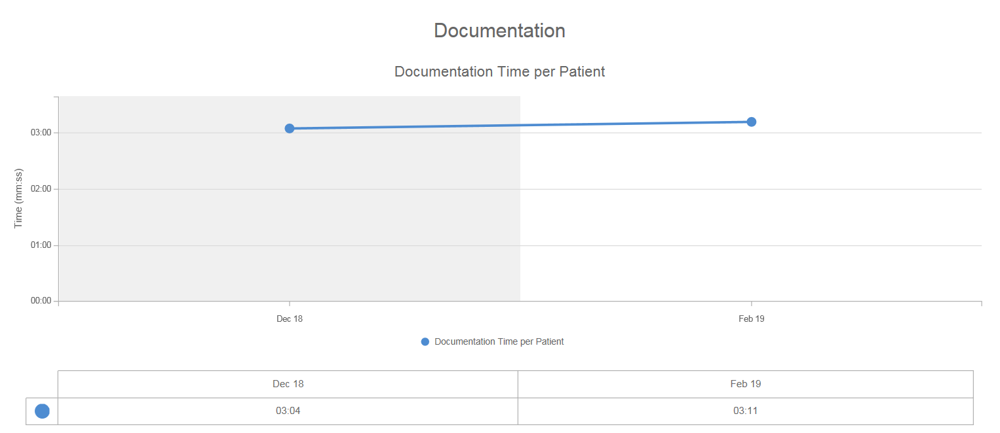 Documentation
Documentation Time per Patient
Time (mm:ss)
03:00
02:00
01:00
00:00
Dec 18 Feb 19
Documentation Time per Patient
Dec 18 Feb 19
03:04 03:11